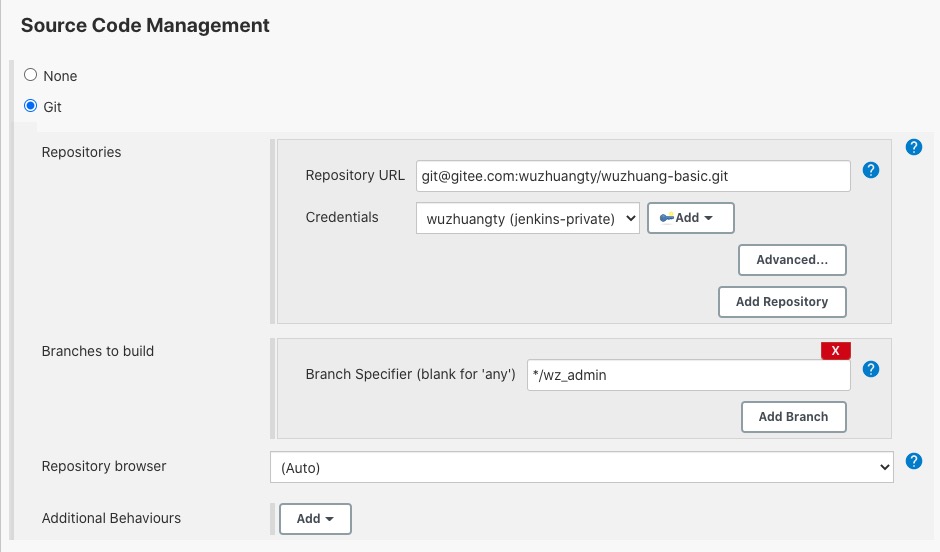 Source Code Management
None
Git
Repositories
?
Repository URL
git@gitee.com:wuzhuangty/wuzhuang-basic.git
?
Credentials
wuzhuangty (jenkins-private)
Add
Advanced...
Add Repository
Branches to build
X
Branch Specifier (blank for 'any')
*/wz_admin
?
Add Branch
Repository browser
(Auto)
?
Additional Behaviours
Add